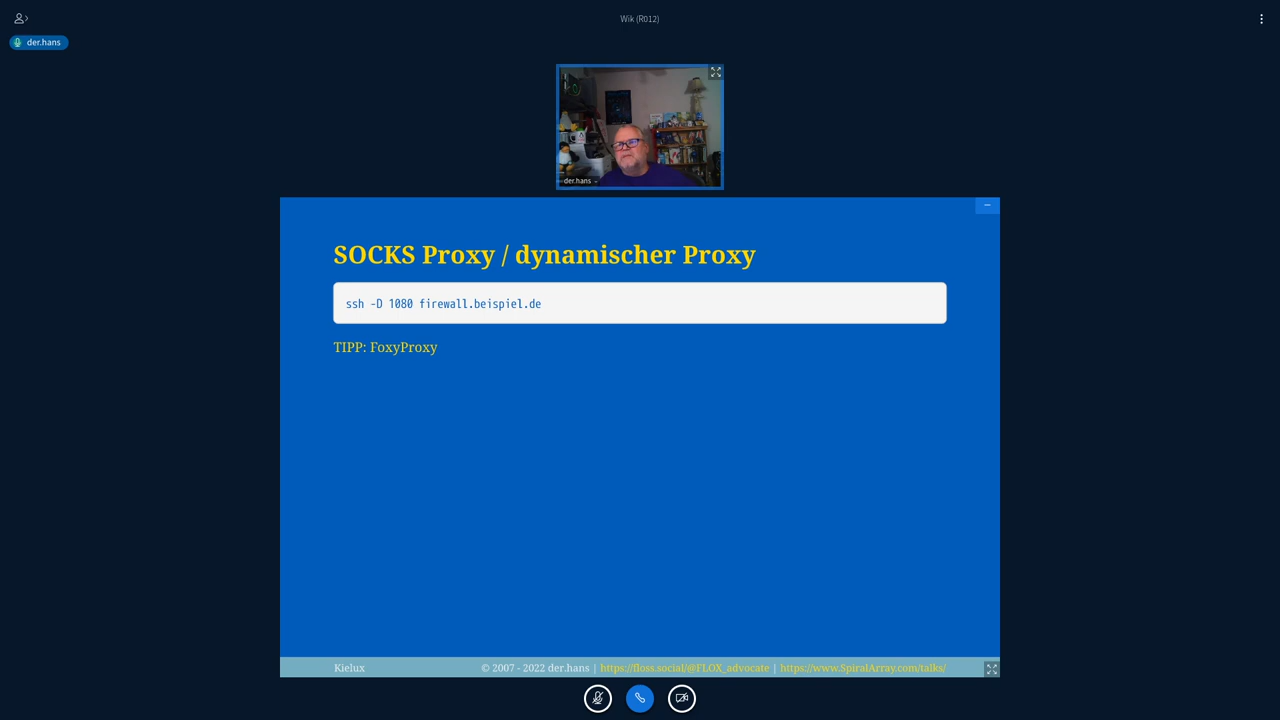 Wik (R012)
der.hans
der.hans
SOCKS Proxy / dynamischer Proxy
ssh -D 1080 firewall.beispiel.de
TIPP: FoxyProxy
Kielux
© 2007 - 2022 der.hans | https://floss.social/@FLOX_advocate | https://www.SpiralArray.com/talks/